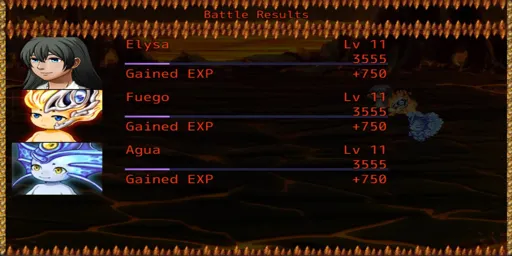 Battle Results
Elysa Lv 11
3555
Gained EXP +750
Fuego Lv 11
3555
Gained EXP +750
Agua Lv 11
3555
Gained EXP +750